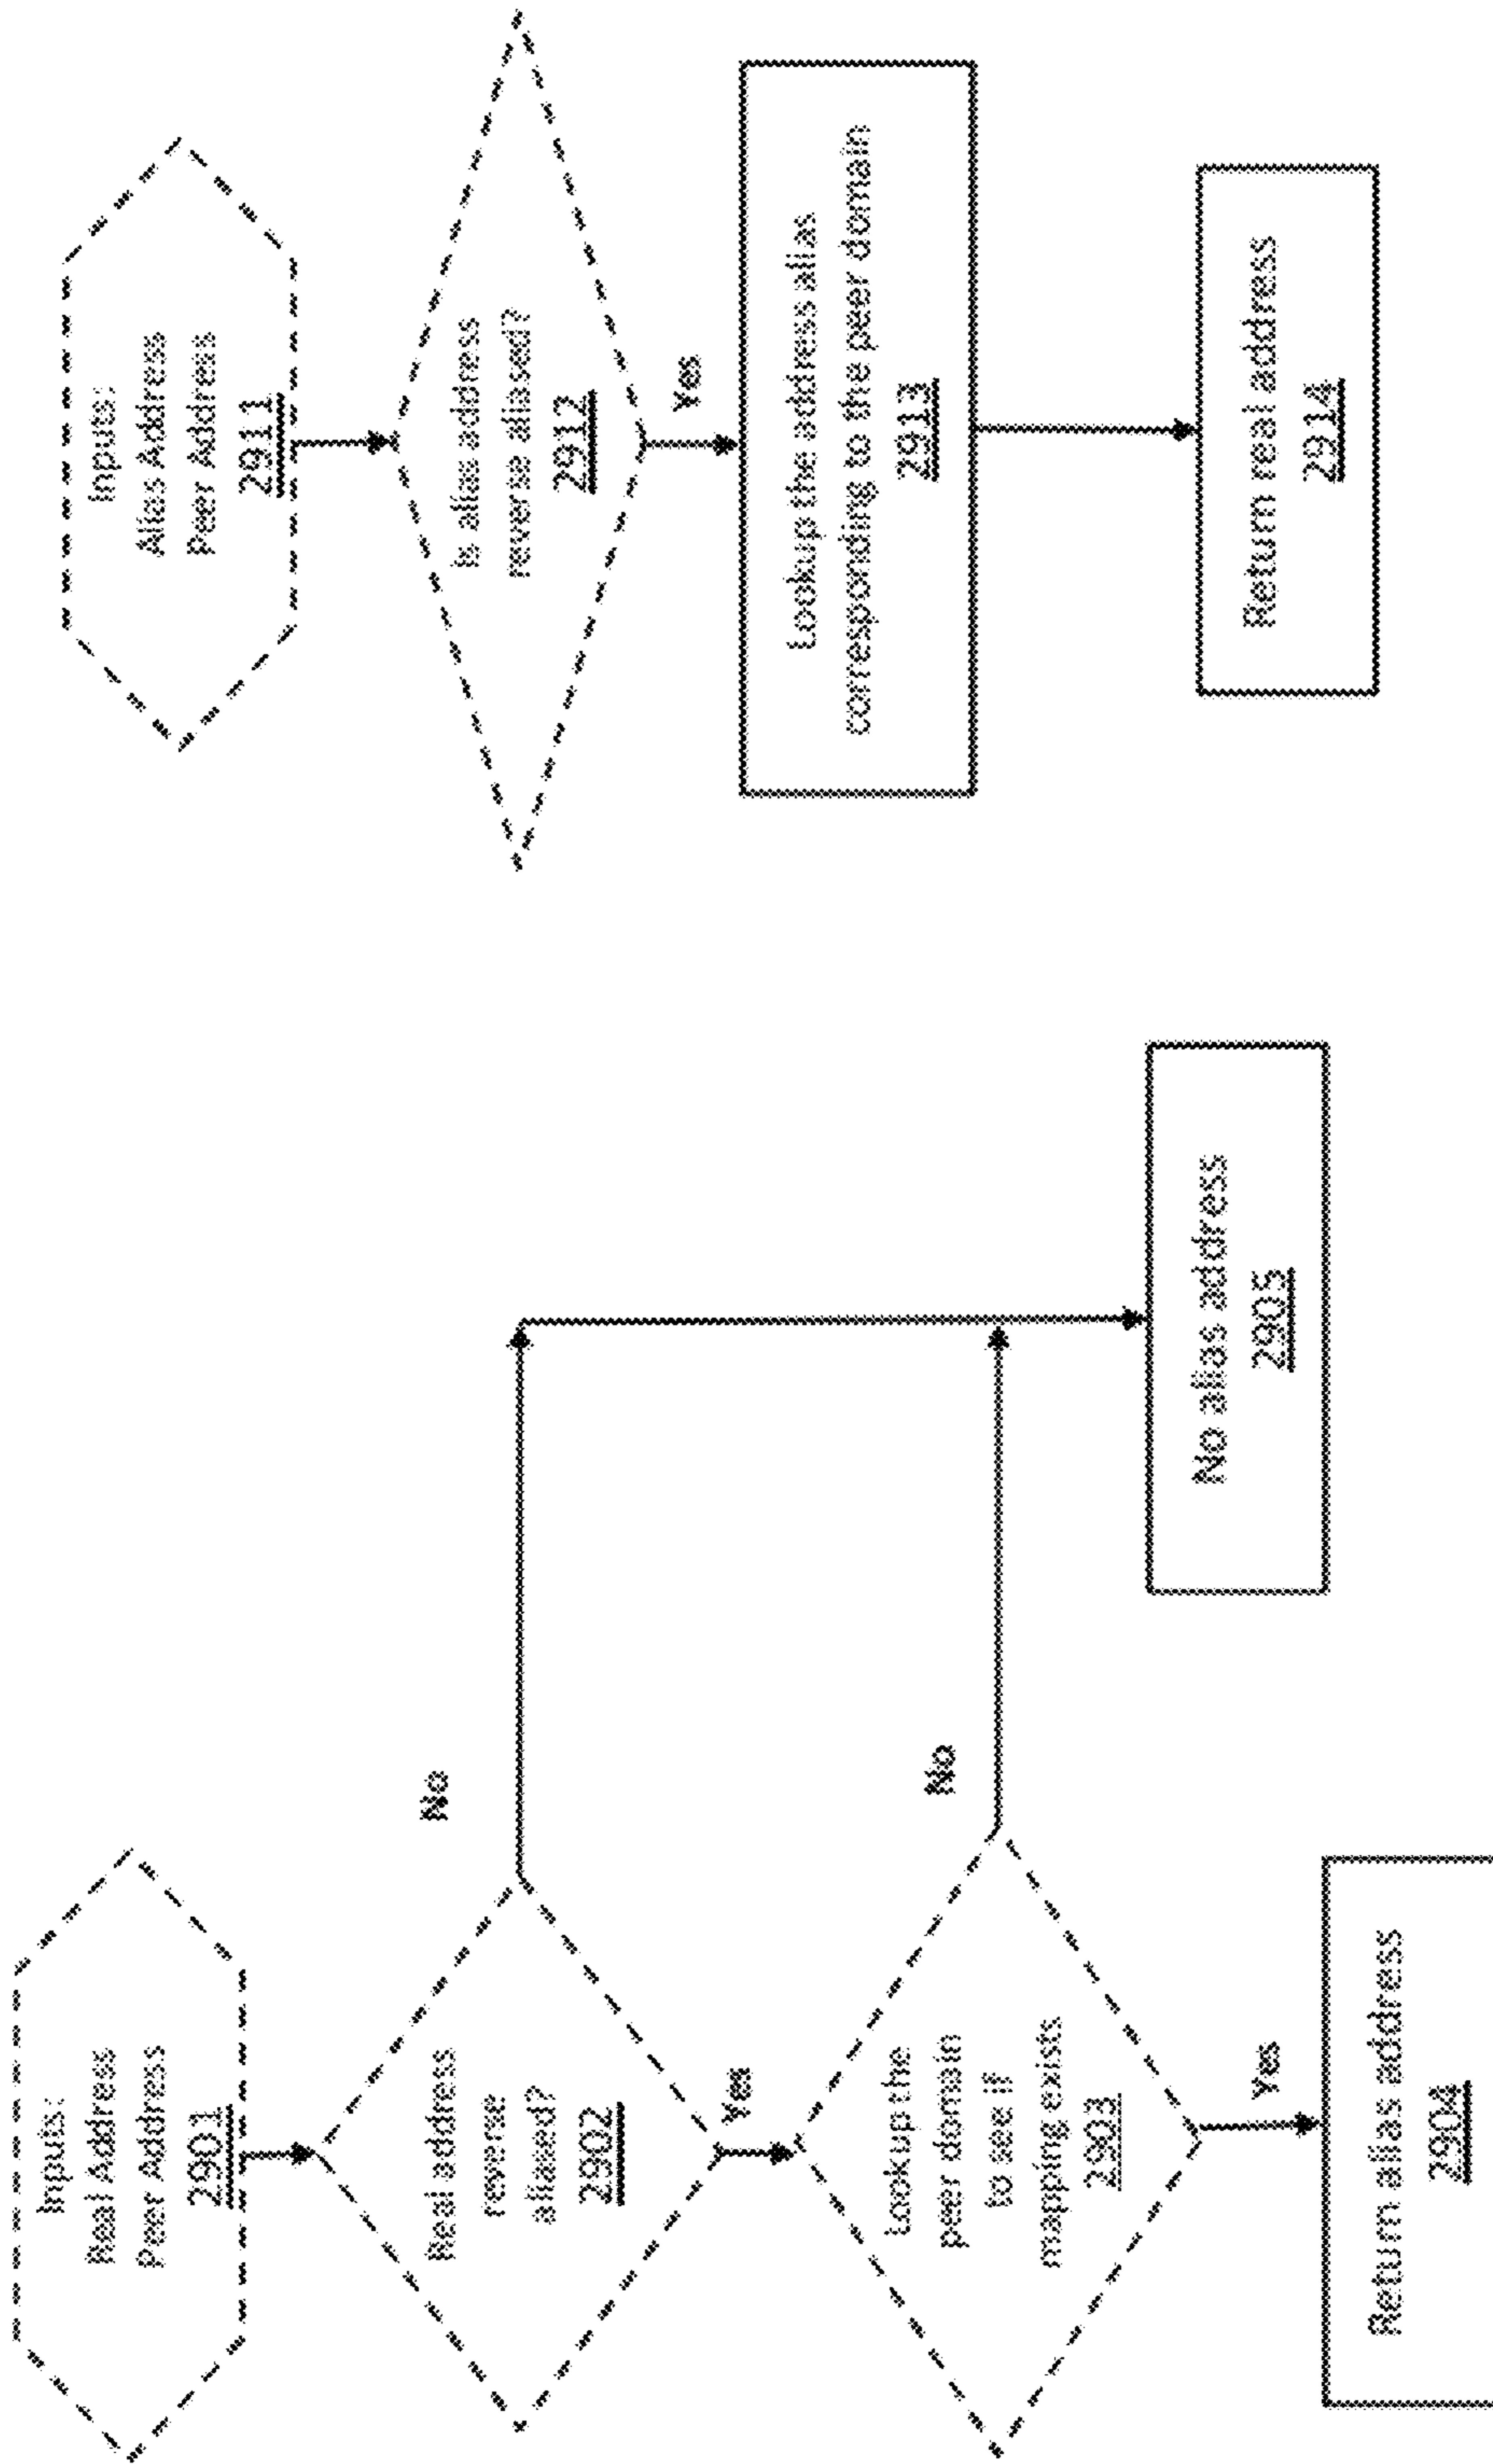 Inputs:
Real Address
Peer Address
2901
Real address
reverse
aliased?
2902
No
Yes
Lookup the
peer domain
to see if
mapping exists
2903
No
Yes
Return alias address
2904
No alias address
2905
Inputs:
Alias Address
Peer Address
2911
Is alias address
reverse aliased?
2912
Yes
Lookup the address alias
corresponding to the peer domain
2913
Return real address
2914